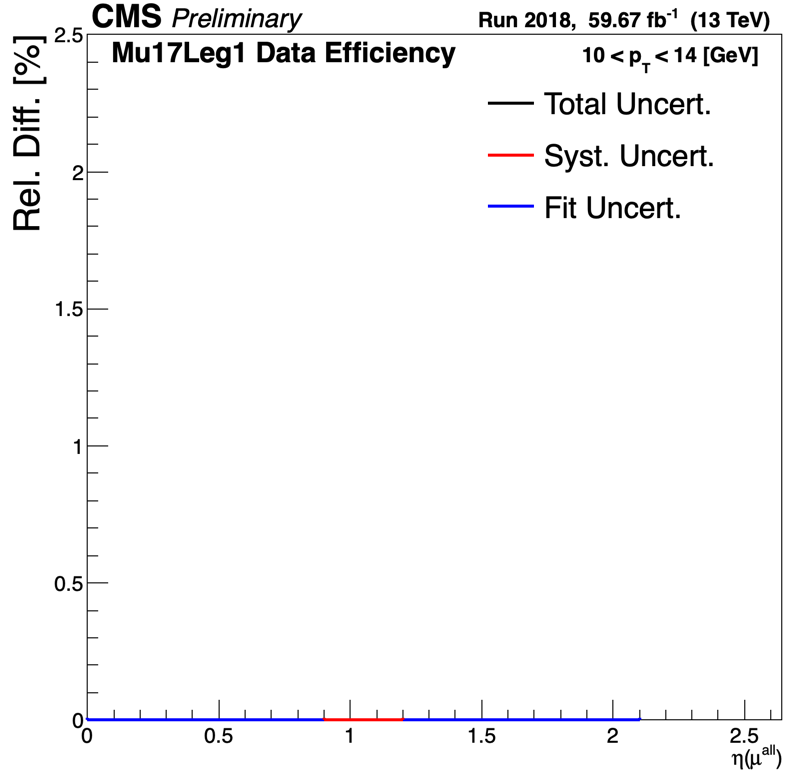 CMS Preliminary Run 2018, 59.67 fb⁻¹ (13 TeV)
Mu17Leg1 Data Efficiency 10 < p_T < 14 [GeV]
Total Uncert.
Syst. Uncert.
Fit Uncert.
Rel. Diff. [%]
2.5
2
1.5
1
0.5
0
0 0.5 1 1.5 2 2.5
η(μ^all)